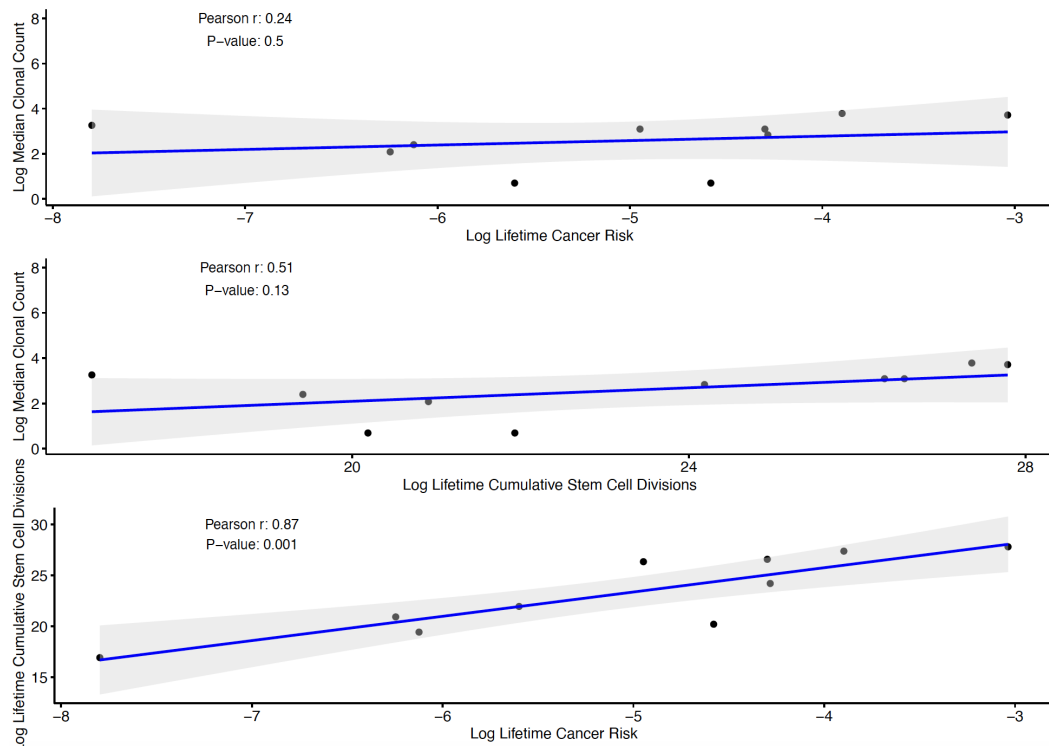 Pearson r: 0.24
P−value: 0.5
Log Median Clonal Count
8
6
4
2
0
−8 −7 −6 −5 −4 −3
Log Lifetime Cancer Risk
Pearson r: 0.51
P−value: 0.13
Log Median Clonal Count
8
6
4
2
0
20 24 28
Log Lifetime Cumulative Stem Cell Divisions
Pearson r: 0.87
P−value: 0.001
Log Lifetime Cumulative Stem Cell Divisions
30
25
20
15
−8 −7 −6 −5 −4 −3
Log Lifetime Cancer Risk